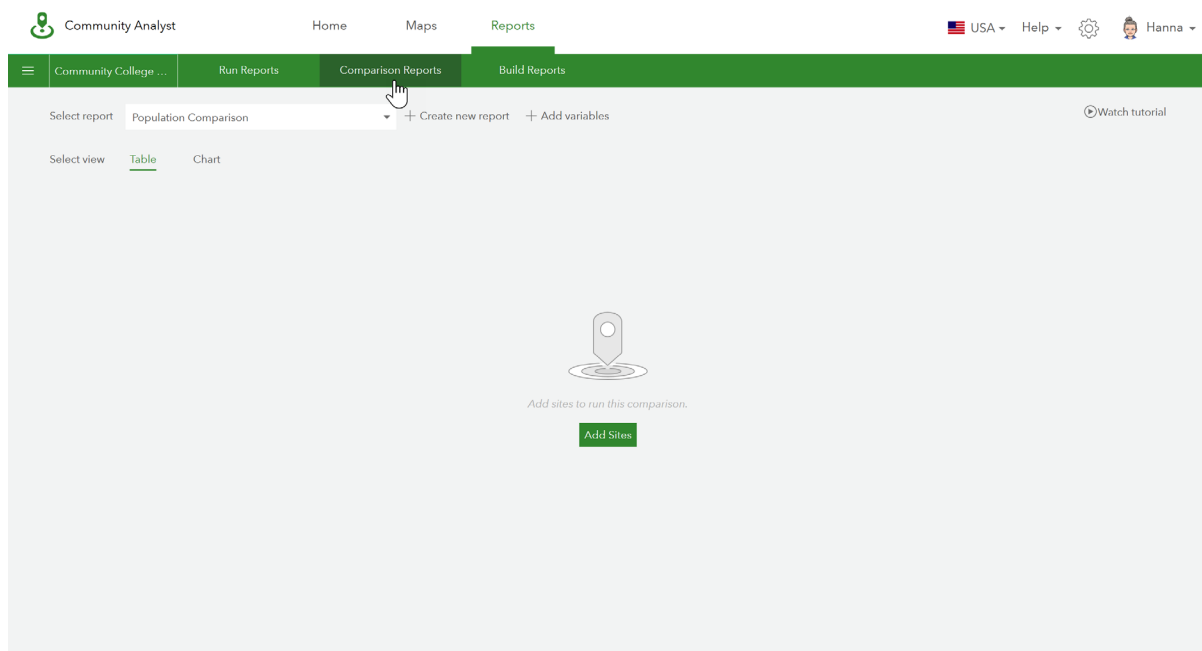 Community Analyst
Home
Maps
Reports
USA
Help
Hanna
Community College ...
Run Reports
Comparison Reports
Build Reports
Select report
Population Comparison
Create new report
Add variables
Watch tutorial
Select view
Table
Chart
Add sites to run this comparison.
Add Sites